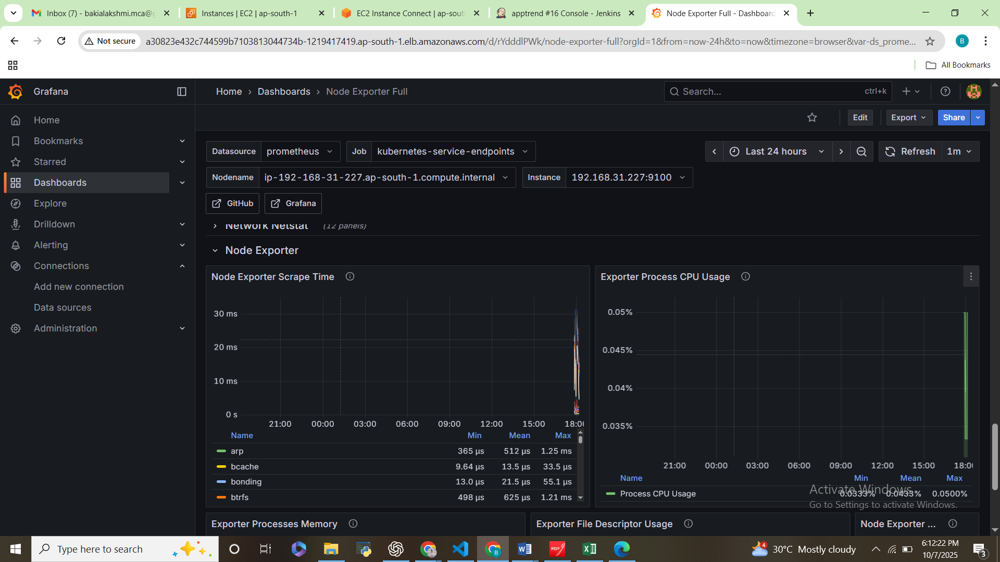 Inbox (7) - bakialakshmi.mca@g
Instances | EC2 | ap-south-1
EC2 Instance Connect | ap-sout
apptrend #16 Console - Jenkins
Node Exporter Full - Dashboard
Not secure
a30823e432c744599b7103813044734b-1219417419.ap-south-1.elb.amazonaws.com/d/rYdddlPWk/node-exporter-full?orgId=1&from=now-24h&to=now&timezone=browser&var-ds_prome...
B
All Bookmarks
Grafana
Home › Dashboards › Node Exporter Full
Search...
ctrl+k
Home
Bookmarks
Starred
Dashboards
Explore
Drilldown
Alerting
Connections
Add new connection
Data sources
Administration
Edit
Export
Share
Datasource prometheus
Job kubernetes-service-endpoints
Last 24 hours
Refresh 1m
Nodename ip-192-168-31-227.ap-south-1.compute.internal
Instance 192.168.31.227:9100
GitHub
Grafana
Network Netstat (12 panels)
Node Exporter
Node Exporter Scrape Time
30 ms
20 ms
10 ms
0 s
21:00 00:00 03:00 06:00 09:00 12:00 15:00 18:00
Name Min Mean Max
arp 365 µs 512 µs 1.25 ms
bcache 9.64 µs 13.5 µs 33.5 µs
bonding 13.0 µs 21.5 µs 55.1 µs
btrfs 498 µs 625 µs 1.21 ms
Exporter Process CPU Usage
0.05%
0.045%
0.04%
0.035%
21:00 00:00 03:00 06:00 09:00 12:00 15:00 18:00
Name Min Mean Max
Process CPU Usage 0.0333% 0.0433% 0.0500%
Activate Windows
Go to Settings to activate Windows.
Exporter Processes Memory
Exporter File Descriptor Usage
Node Exporter ...
Type here to search
B
PDF
30°C Mostly cloudy
4
6:12:22 PM
10/7/2025
3